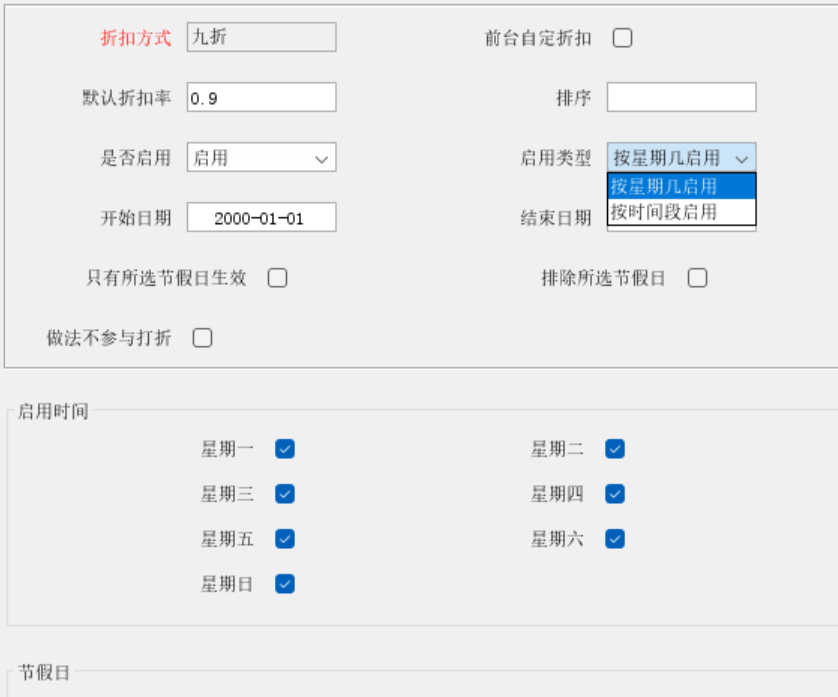 折扣方式 九折 前台自定折扣
默认折扣率 0.9 排序
是否启用 启用 启用类型 按星期几启用
按星期几启用
按时间段启用
开始日期 2000-01-01 结束日期
只有所选节假日生效 排除所选节假日
做法不参与打折
启用时间
星期一 星期二
星期三 星期四
星期五 星期六
星期日
节假日